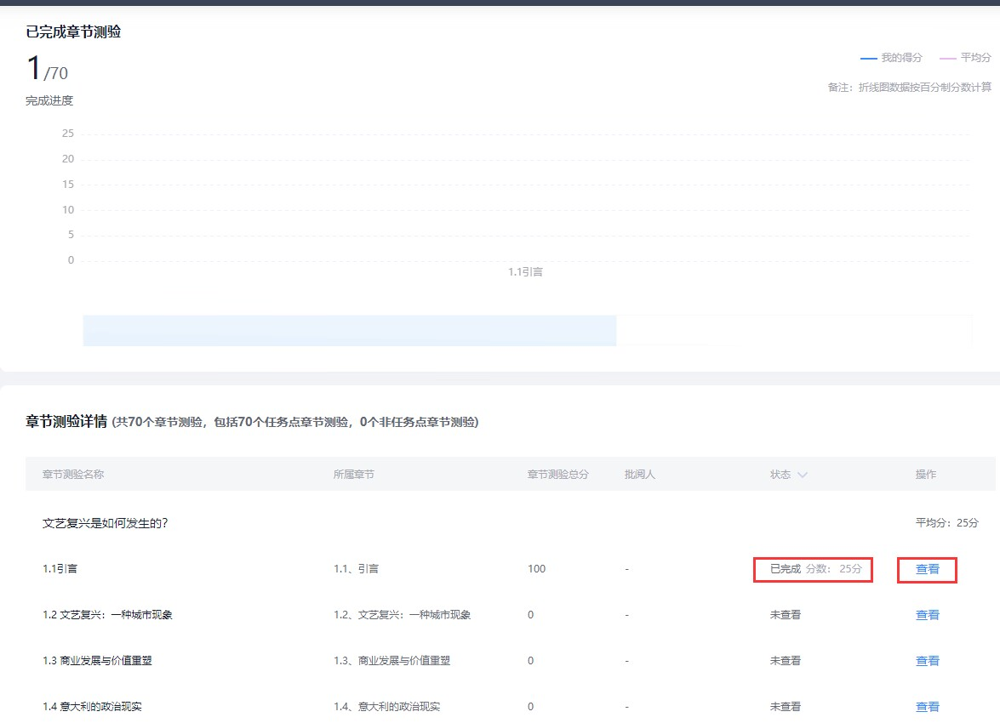 已完成章节测验
1/70
完成进度
我的得分 平均分
备注：折线图数据按百分制分数计算
25
20
15
10
5
0
1.1引言
章节测验详情 (共70个章节测验，包括70个任务点章节测验，0个非任务点章节测验)
章节测验名称 所属章节 章节测验总分 批阅人 状态 操作
文艺复兴是如何发生的？ 平均分：25分
1.1引言 1.1、引言 100 - 已完成 分数： 25分 查看
1.2 文艺复兴：一种城市现象 1.2、文艺复兴：一种城市现象 0 - 未查看 查看
1.3 商业发展与价值重塑 1.3、商业发展与价值重塑 0 - 未查看 查看
1.4 意大利的政治现实 1.4、意大利的政治现实 0 - 未查看 查看